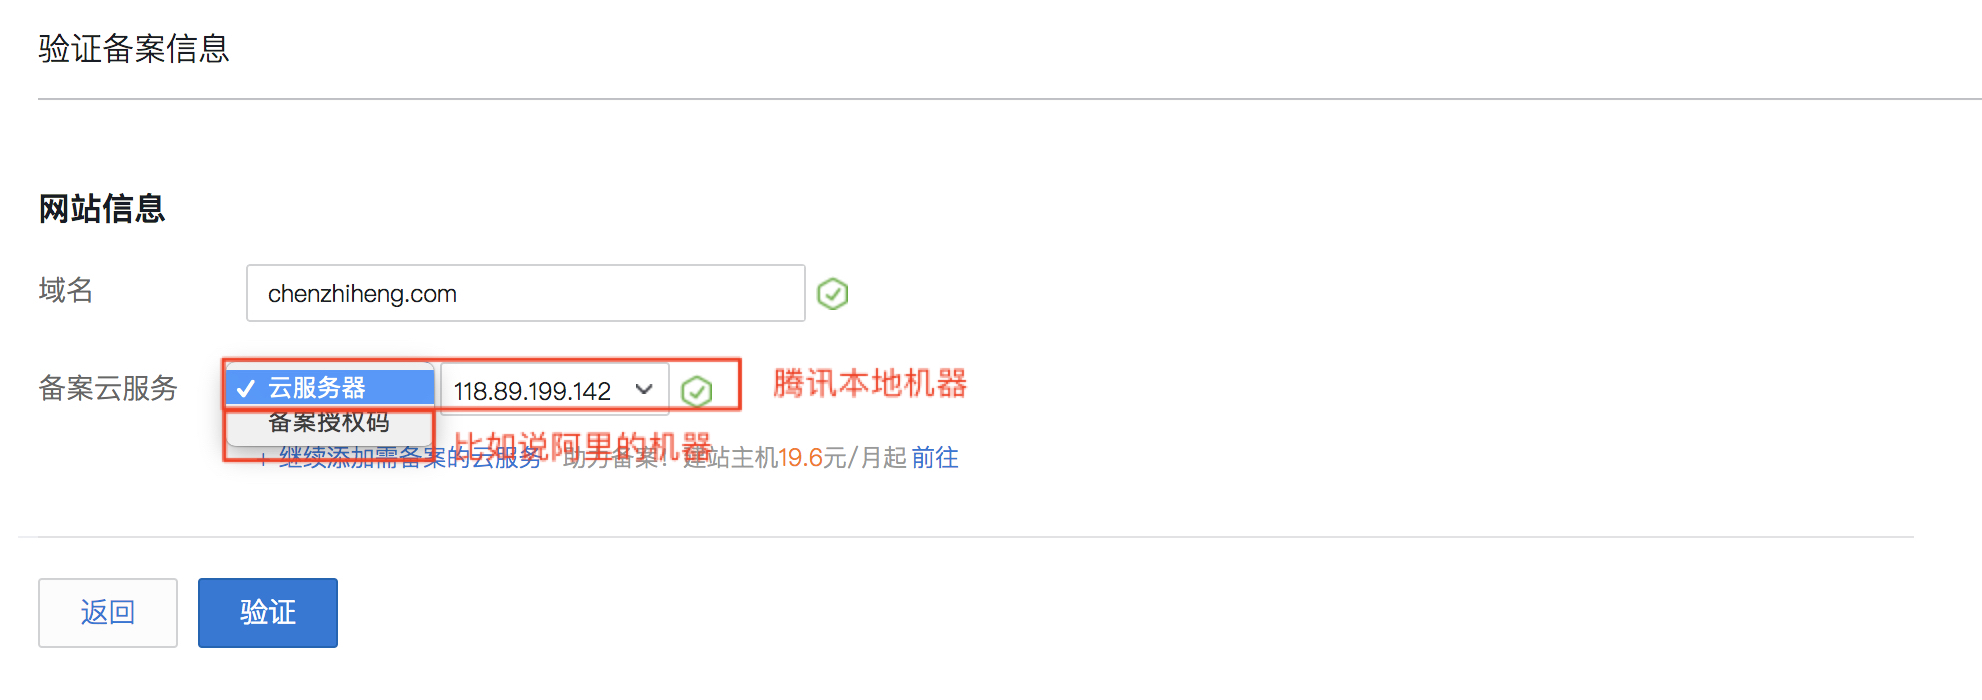 验证备案信息
网站信息
域名
chenzhiheng.com
备案云服务
云服务器
118.89.199.142
腾讯本地机器
备案授权码
比如说阿里的机器
+ 继续添加需备案的云服务 助力备案！建站主机19.6元/月起 前往
返回
验证